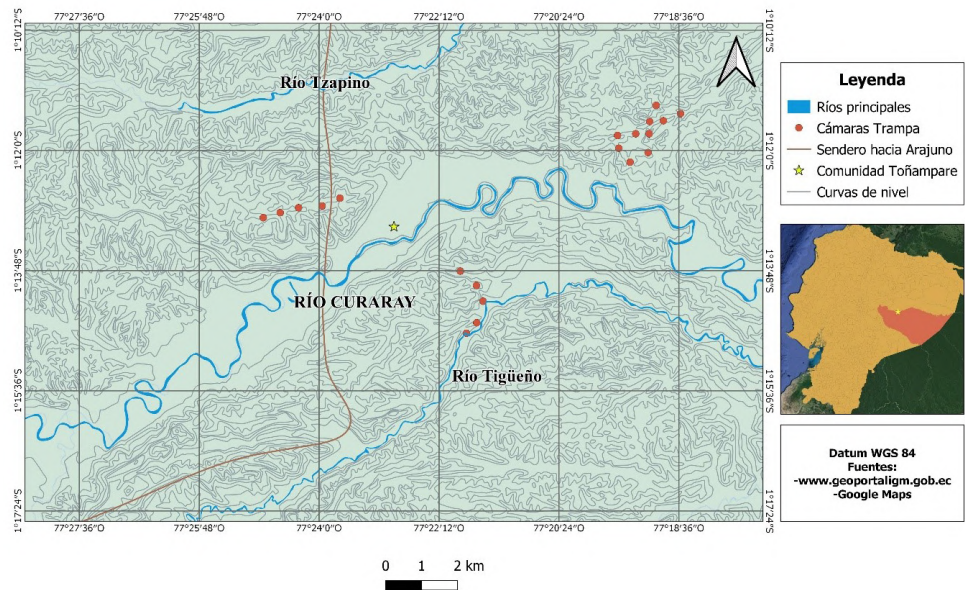 77°27'36"S
77°25'48"S
77°24'0"S
77°22'12"S
77°20'24"S
77°18'36"S
1°10'12"S
1°10'12"S
Río Tzapino
1°12'0"S
1°12'0"S
1°13'48"S
1°13'48"S
RÍO CURARAY
Río Tigüeño
1°15'36"S
1°15'36"S
1°17'24"S
1°17'24"S
77°27'36"S
77°25'48"S
77°24'0"S
77°22'12"S
77°20'24"S
77°18'36"S
0 1 2 km
Leyenda
Ríos principales
Cámaras Trampa
Sendero hacia Arajuno
Comunidad Toñampare
Curvas de nivel
Datum WGS 84
Fuentes:
-www.geoportaligm.gob.ec
-Google Maps